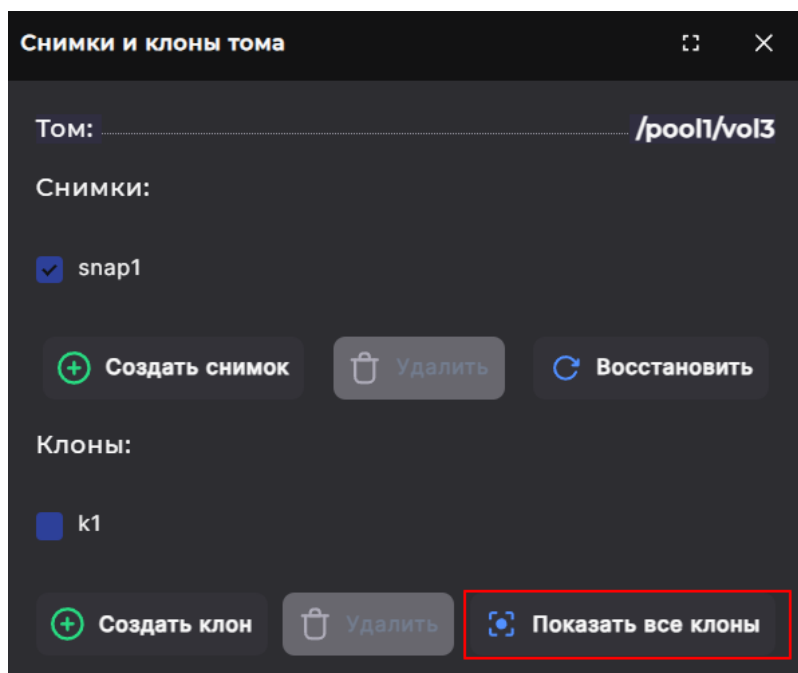 Снимки и клоны тома
Том: /pool1/vol3
Снимки:
snap1
Создать снимок Удалить Восстановить
Клоны:
k1
Создать клон Удалить Показать все клоны